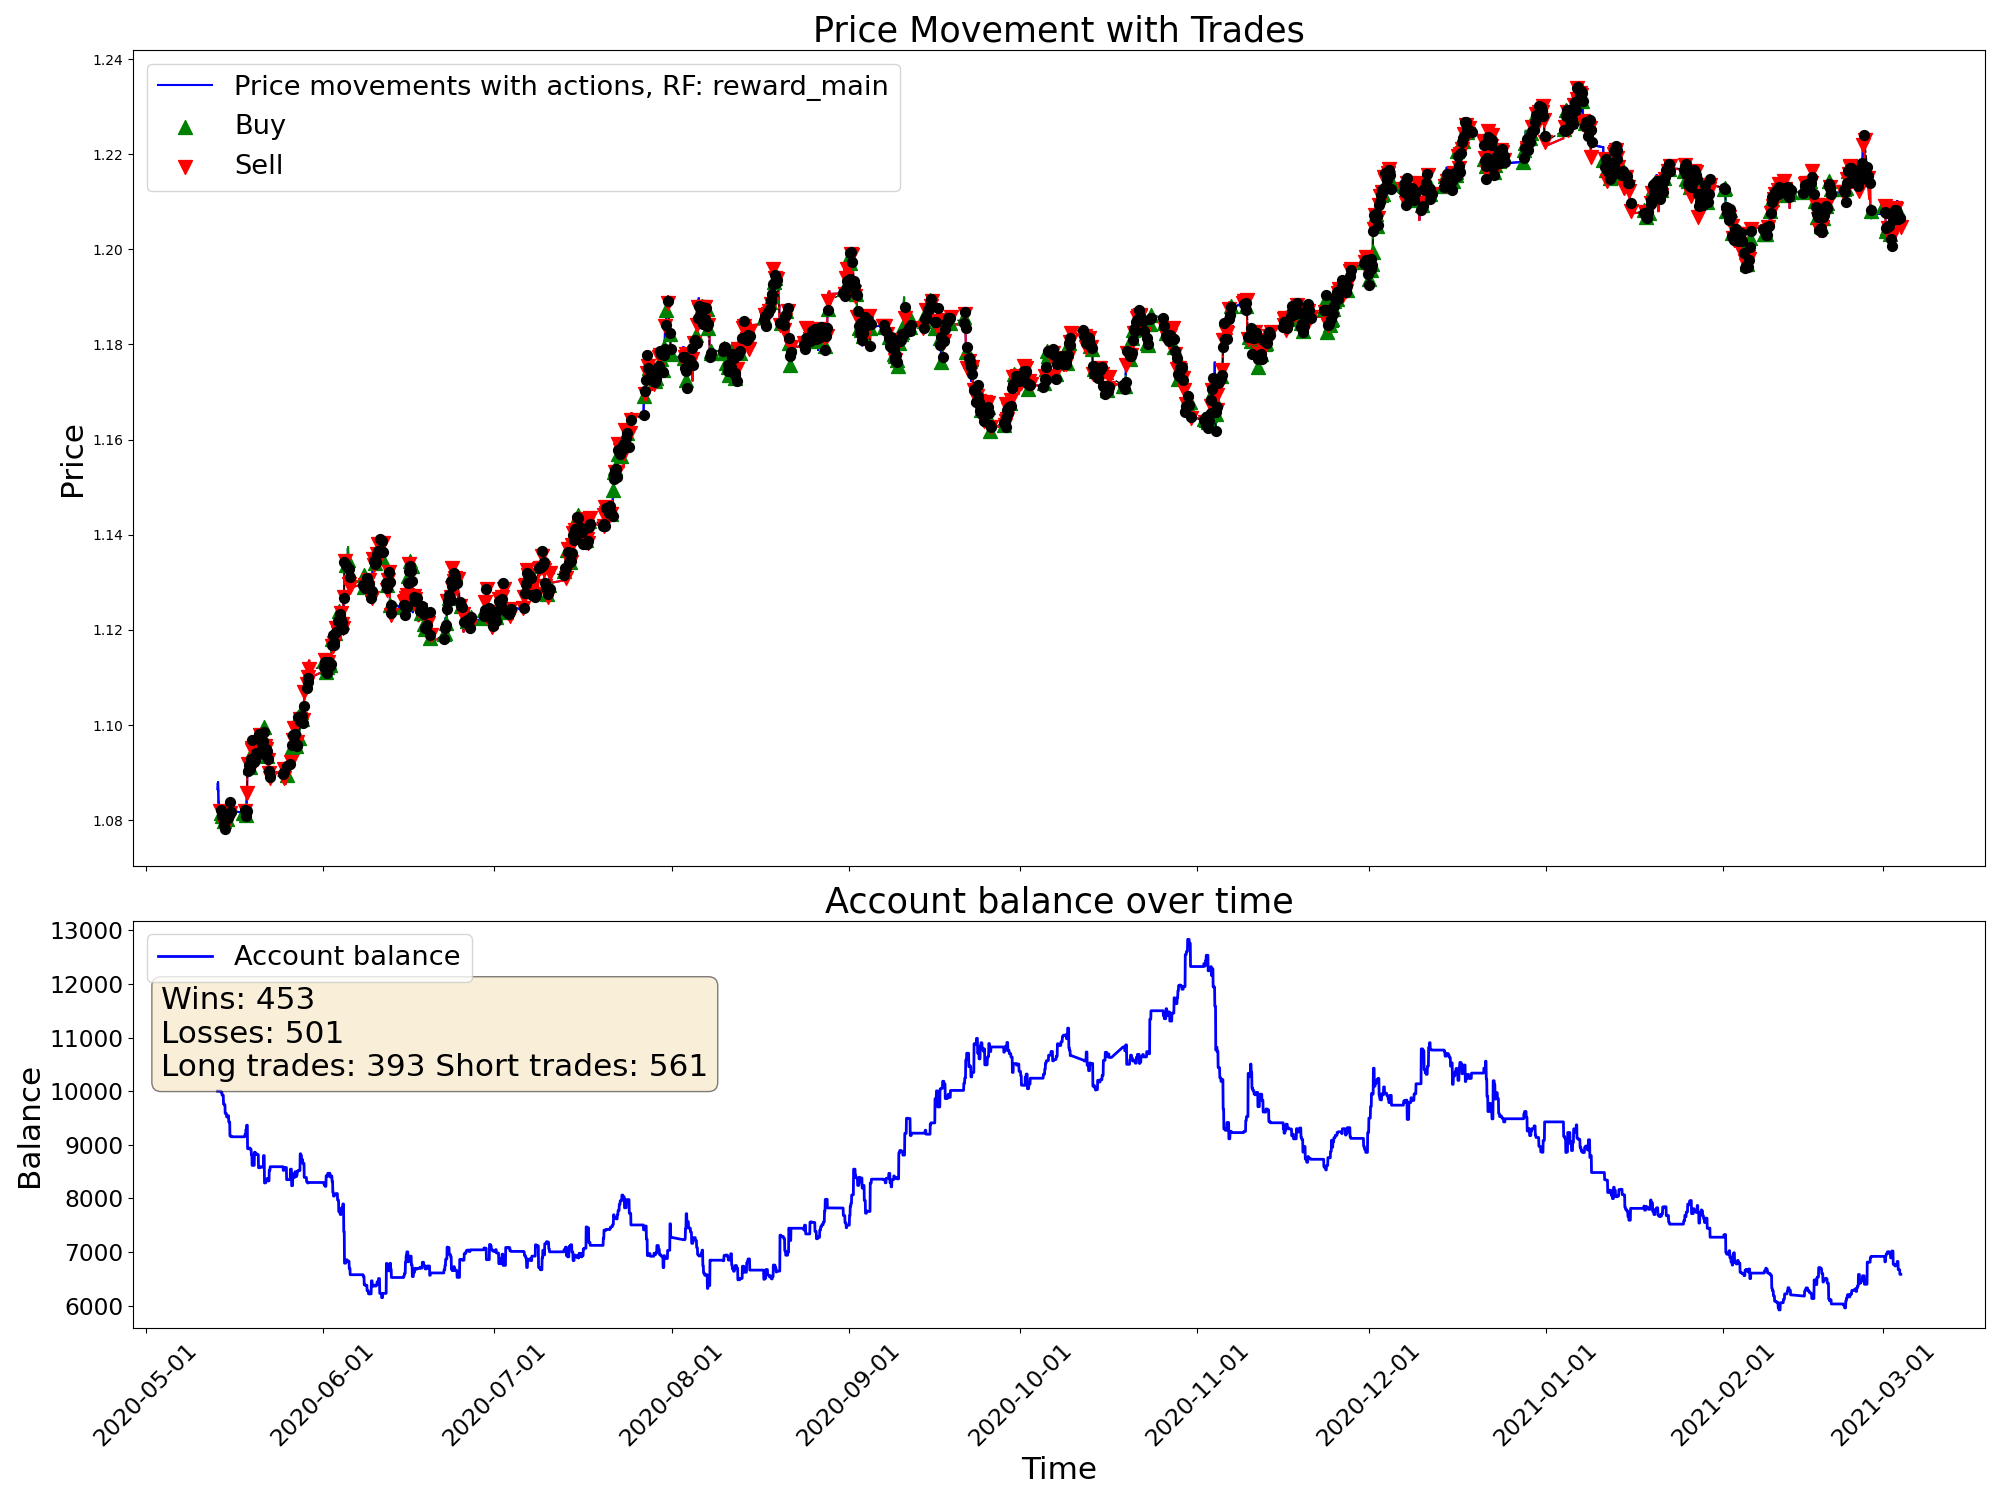 Price Movement with Trades
1.24
1.22
1.20
1.18
1.16
1.14
1.12
1.10
1.08
Price
Price movements with actions, RF: reward_main
Buy
Sell
Account balance over time
13000
12000
11000
10000
9000
8000
7000
6000
Balance
Account balance
Wins: 453
Losses: 501
Long trades: 393 Short trades: 561
2020-05-01
2020-06-01
2020-07-01
2020-08-01
2020-09-01
2020-10-01
2020-11-01
2020-12-01
2021-01-01
2021-02-01
2021-03-01
Time